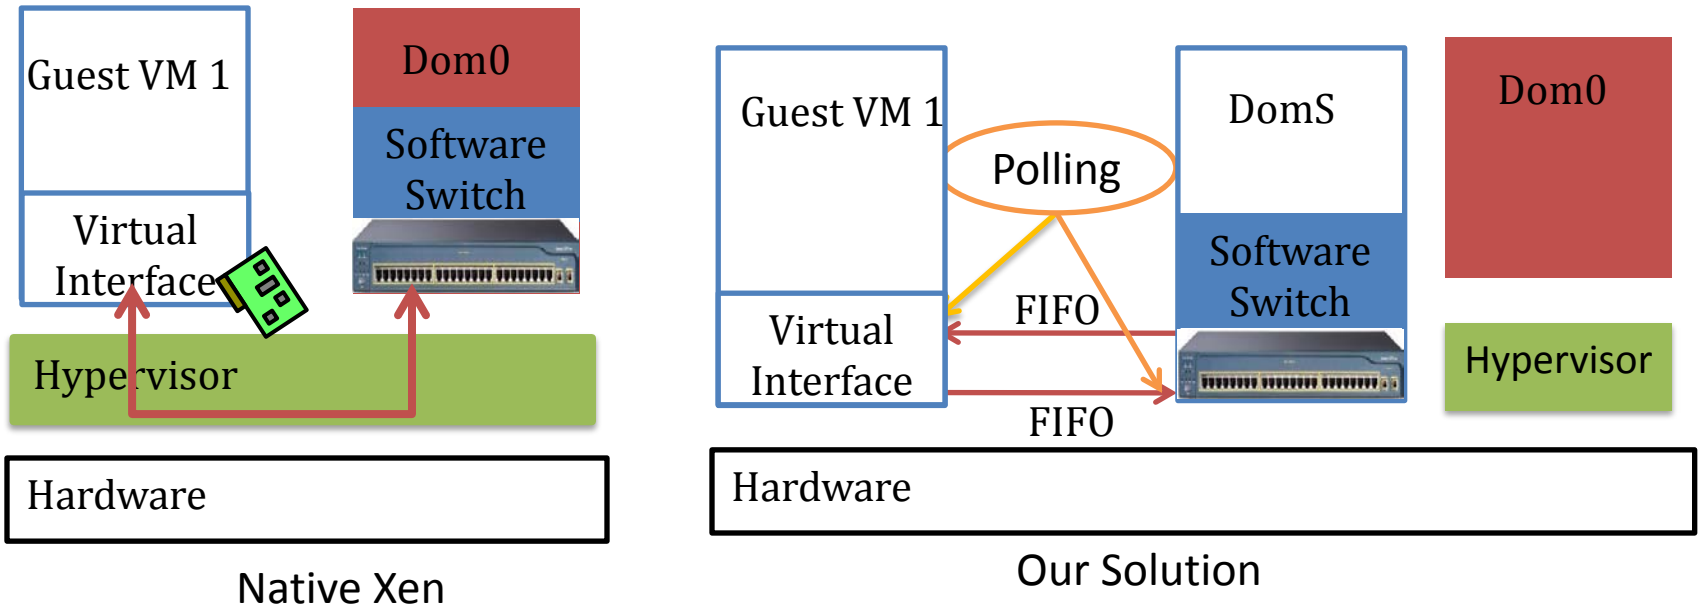 Guest VM 1
Dom0
Software
Switch
Virtual
Interface
Hypervisor
Hardware
Native Xen
Guest VM 1
Polling
DomS
Dom0
Software
Switch
FIFO
Virtual
Interface
FIFO
Hypervisor
Hardware
Our Solution